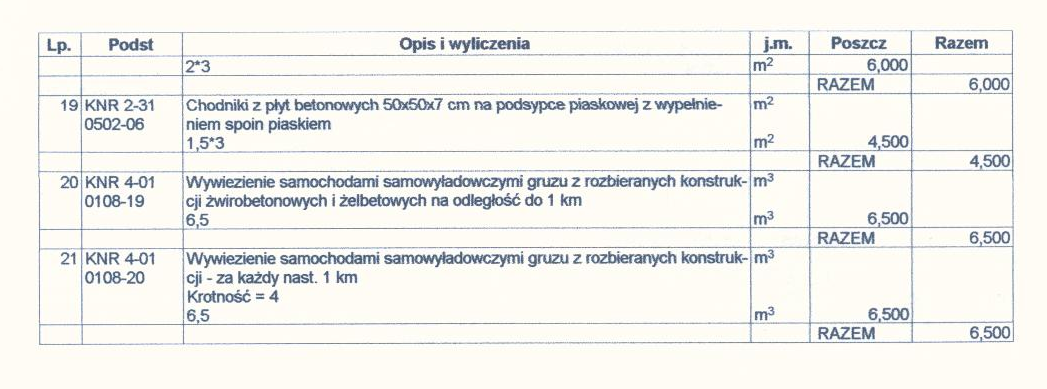 Lp. Podst Opis i wyliczenia j.m. Poszcz Razem
2*3 m² 6,000
RAZEM 6,000
19 KNR 2-31 Chodniki z płyt betonowych 50x50x7 cm na podsypce piaskowej z wypełnie- m²
0502-06 niem spoin piaskiem
1,5*3 m² 4,500
RAZEM 4,500
20 KNR 4-01 Wywiezienie samochodami samowyładowczymi gruzu z rozbieranych konstruk- m³
0108-19 cji żwirobetonowych i żelbetowych na odległość do 1 km
6,5 m³ 6,500
RAZEM 6,500
21 KNR 4-01 Wywiezienie samochodami samowyładowczymi gruzu z rozbieranych konstruk- m³
0108-20 cji - za każdy nast. 1 km
Krotność = 4
6,5 m³ 6,500
RAZEM 6,500